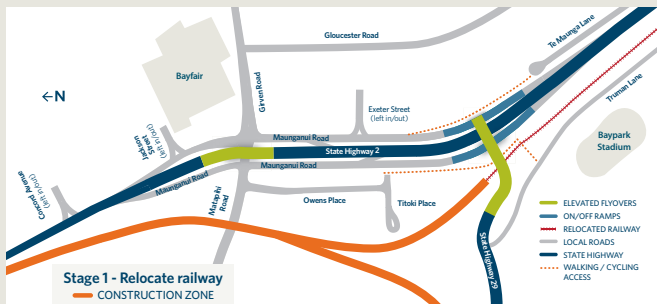 Te Maunga Lane
Gloucester Road
Truman Lane
Bayfair
Girven Road
←N
Exeter Street
(left in/out)
Jackson
Street
(left in/out)
Maunganui Road
State Highway 2
Baypark
Stadium
Concord Avenue
(left in/out)
Maunganui Road
Maunganui Road
Matapihi
Road
Owens Place
Titoki Place
ELEVATED FLYOVERS
ON/OFF RAMPS
RELOCATED RAILWAY
LOCAL ROADS
STATE HIGHWAY
WALKING / CYCLING
ACCESS
State Highway 29
Stage 1 - Relocate railway
CONSTRUCTION ZONE